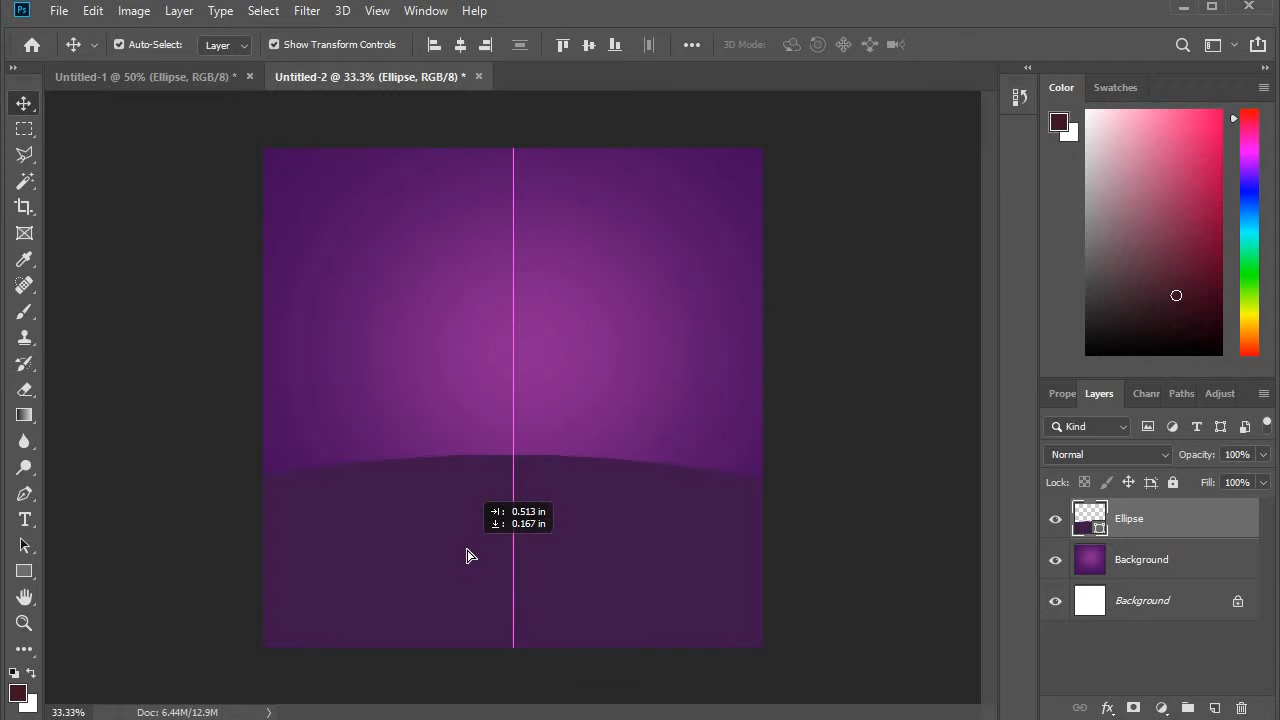 Ps File Edit Image Layer Type Select Filter 3D View Window Help
Auto-Select: Layer Show Transform Controls 3D Mode:
Untitled-1 @ 50% (Ellipse, RGB/8) * Untitled-2 @ 33.3% (Ellipse, RGB/8) *
Color Swatches
Prope Layers Chann Paths Adjust
Kind
Normal Opacity: 100%
Lock: Fill: 100%
0.513 in
0.167 in
Ellipse
Background
Background
33.33% Doc: 6.44M/12.9M